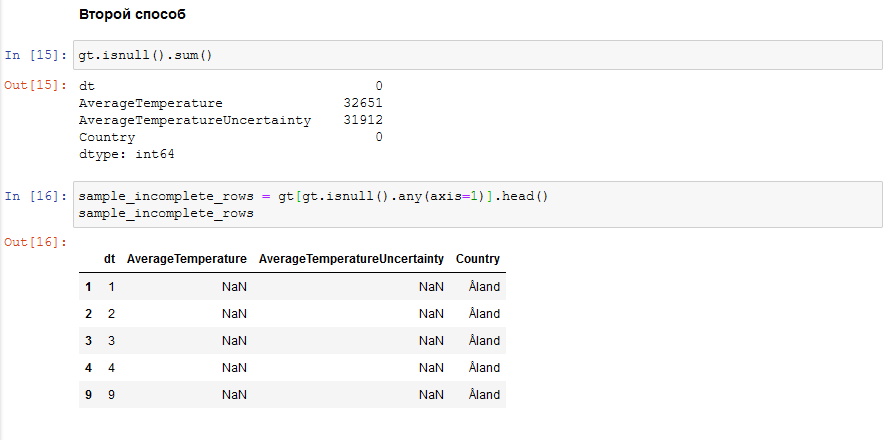 Второй способ
In [15]: gt.isnull().sum()
Out[15]: dt 0
AverageTemperature 32651
AverageTemperatureUncertainty 31912
Country 0
dtype: int64
In [16]: sample_incomplete_rows = gt[gt.isnull().any(axis=1)].head()
sample_incomplete_rows
Out[16]:
dt AverageTemperature AverageTemperatureUncertainty Country
1 1 NaN NaN Åland
2 2 NaN NaN Åland
3 3 NaN NaN Åland
4 4 NaN NaN Åland
9 9 NaN NaN Åland